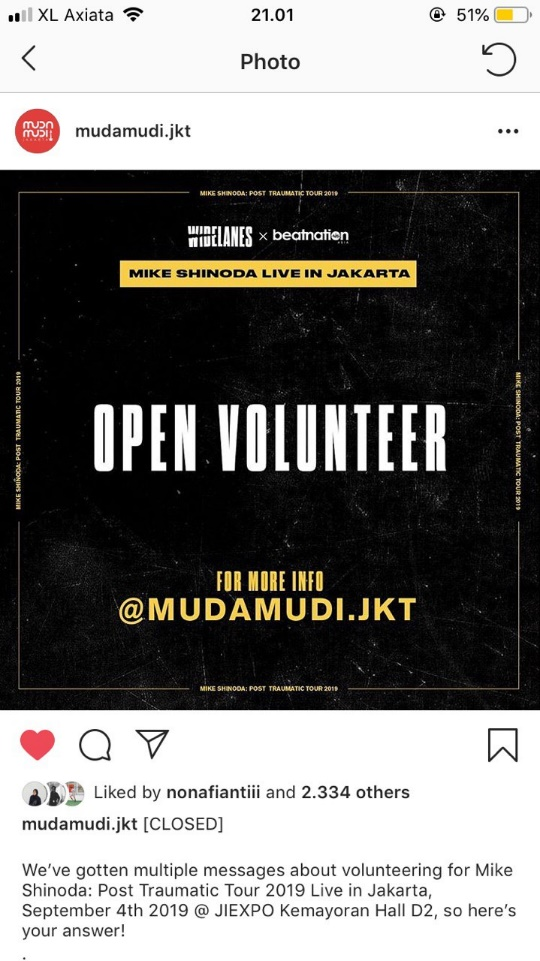 XL Axiata 21.01 51%
Photo
MUDA
MUDI
mudamudi.jkt
MIKE SHINODA: POST TRAUMATIC TOUR 2019
WIDELANES × beatnation
ASIA
MIKE SHINODA LIVE IN JAKARTA
MIKE SHINODA: POST TRAUMATIC TOUR 2019
MIKE SHINODA: POST TRAUMATIC TOUR 2019
OPEN VOLUNTEER
FOR MORE INFO
@MUDAMUDI.JKT
MIKE SHINODA: POST TRAUMATIC TOUR 2019
Liked by nonafiantiii and 2.334 others
mudamudi.jkt [CLOSED]
We've gotten multiple messages about volunteering for Mike
Shinoda: Post Traumatic Tour 2019 Live in Jakarta,
September 4th 2019 @ JIEXPO Kemayoran Hall D2, so here's
your answer!
.